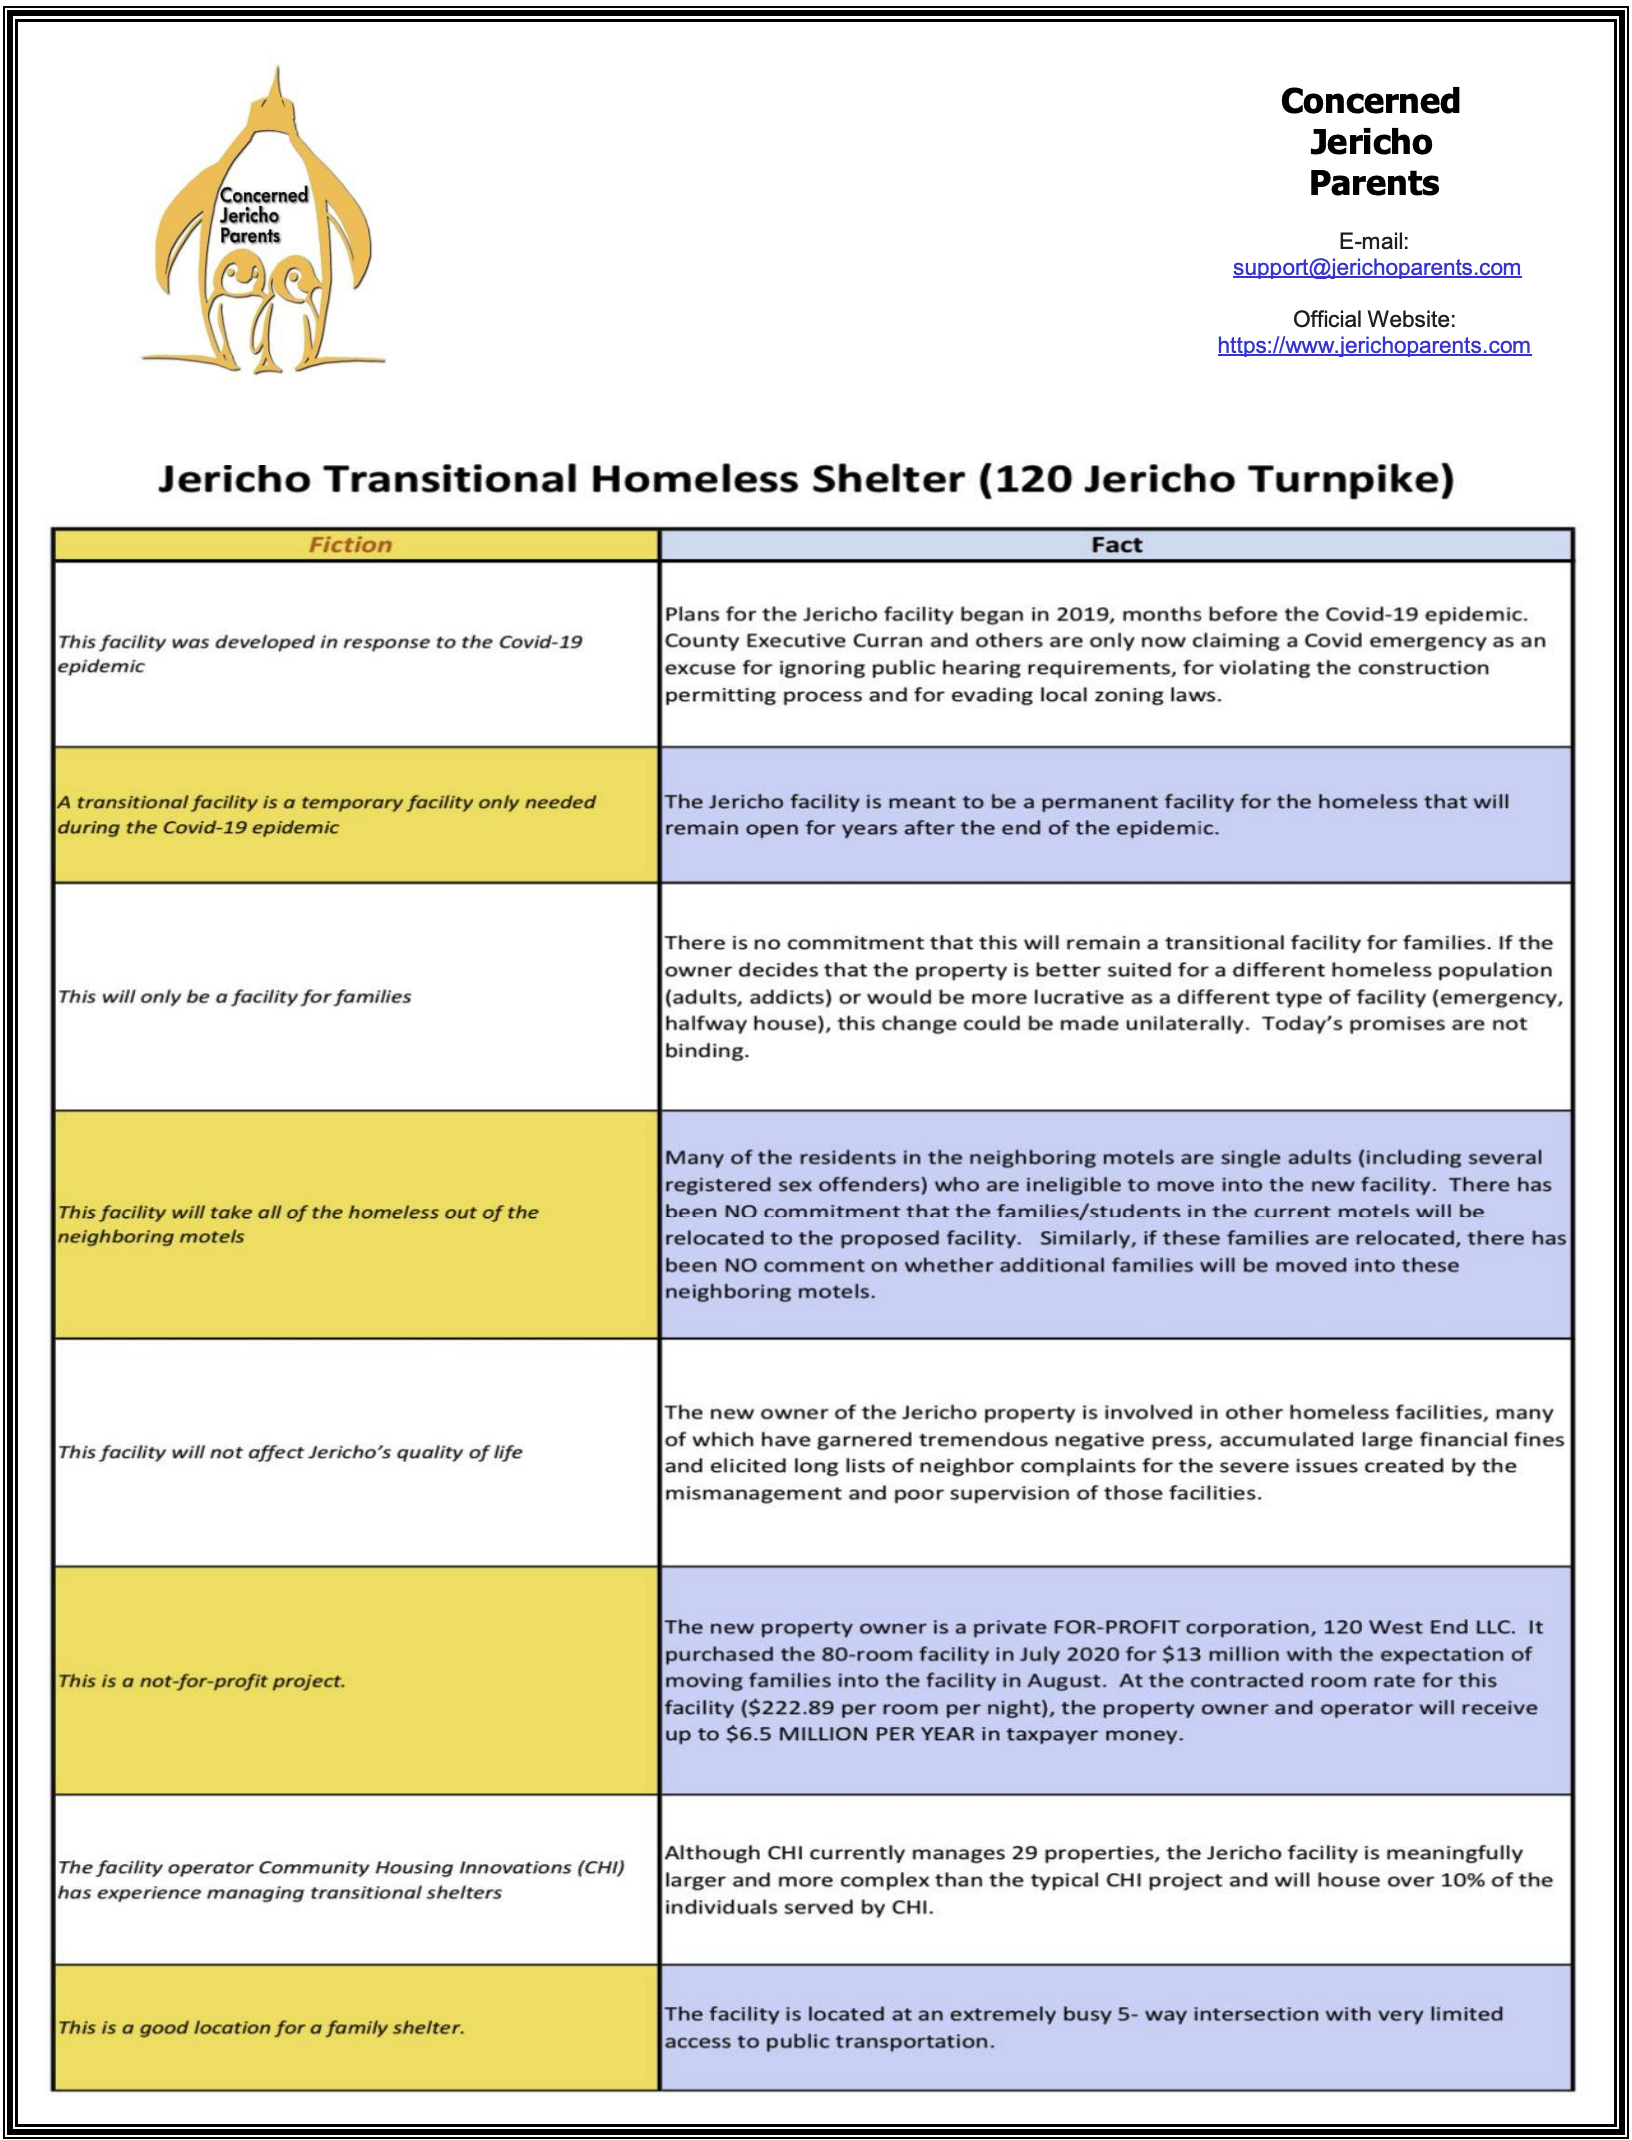 Concerned
Jericho
Parents
Concerned
Jericho
Parents
E-mail:
support@jerichoparents.com
Official Website:
https://www.jerichoparents.com
Jericho Transitional Homeless Shelter (120 Jericho Turnpike)
Fiction
Fact
This facility was developed in response to the Covid-19
epidemic
Plans for the Jericho facility began in 2019, months before the Covid-19 epidemic.
County Executive Curran and others are only now claiming a Covid emergency as an
excuse for ignoring public hearing requirements, for violating the construction
permitting process and for evading local zoning laws.
A transitional facility is a temporary facility only needed
during the Covid-19 epidemic
The Jericho facility is meant to be a permanent facility for the homeless that will
remain open for years after the end of the epidemic.
This will only be a facility for families
There is no commitment that this will remain a transitional facility for families. If the
owner decides that the property is better suited for a different homeless population
(adults, addicts) or would be more lucrative as a different type of facility (emergency,
halfway house), this change could be made unilaterally.  Today's promises are not
binding.
This facility will take all of the homeless out of the
neighboring motels
Many of the residents in the neighboring motels are single adults (including several
registered sex offenders) who are ineligible to move into the new facility.  There has
been NO commitment that the families/students in the current motels will be
relocated to the proposed facility.   Similarly, if these families are relocated, there has
been NO comment on whether additional families will be moved into these
neighboring motels.
This facility will not affect Jericho's quality of life
The new owner of the Jericho property is involved in other homeless facilities, many
of which have garnered tremendous negative press, accumulated large financial fines
and elicited long lists of neighbor complaints for the severe issues created by the
mismanagement and poor supervision of those facilities.
This is a not-for-profit project.
The new property owner is a private FOR-PROFIT corporation, 120 West End LLC.  It
purchased the 80-room facility in July 2020 for $13 million with the expectation of
moving families into the facility in August.  At the contracted room rate for this
facility ($222.89 per room per night), the property owner and operator will receive
up to $6.5 MILLION PER YEAR in taxpayer money.
The facility operator Community Housing Innovations (CHI)
has experience managing transitional shelters
Although CHI currently manages 29 properties, the Jericho facility is meaningfully
larger and more complex than the typical CHI project and will house over 10% of the
individuals served by CHI.
This is a good location for a family shelter.
The facility is located at an extremely busy 5- way intersection with very limited
access to public transportation.